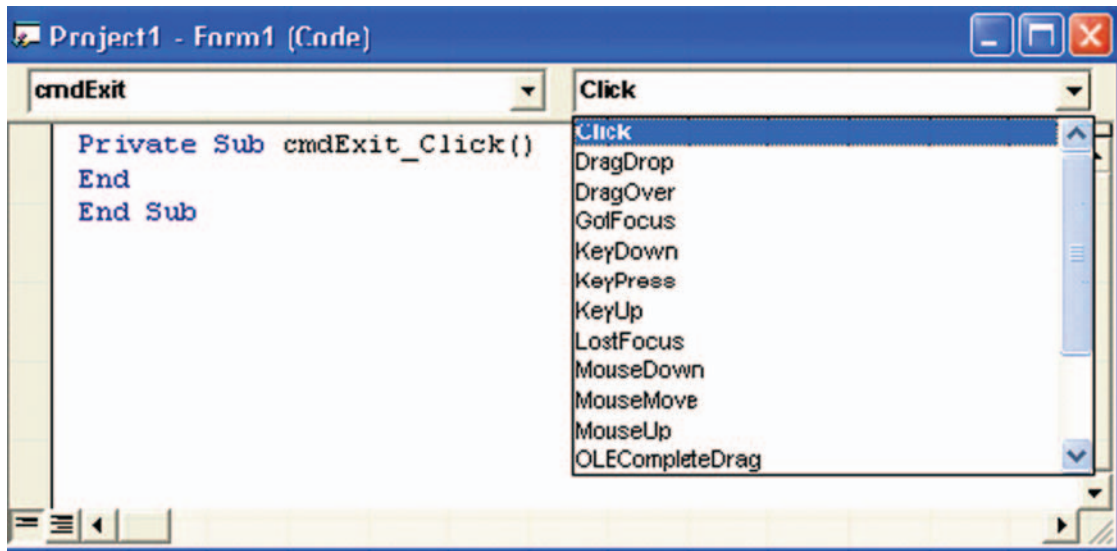 Project1 - Form1 (Code)
cmdExit
Click
Private Sub cmdExit_Click()
End
End Sub
Click
DragDrop
DragOver
GotFocus
KeyDown
KeyPress
KeyUp
LostFocus
MouseDown
MouseMove
MouseUp
OLECompleteDrag